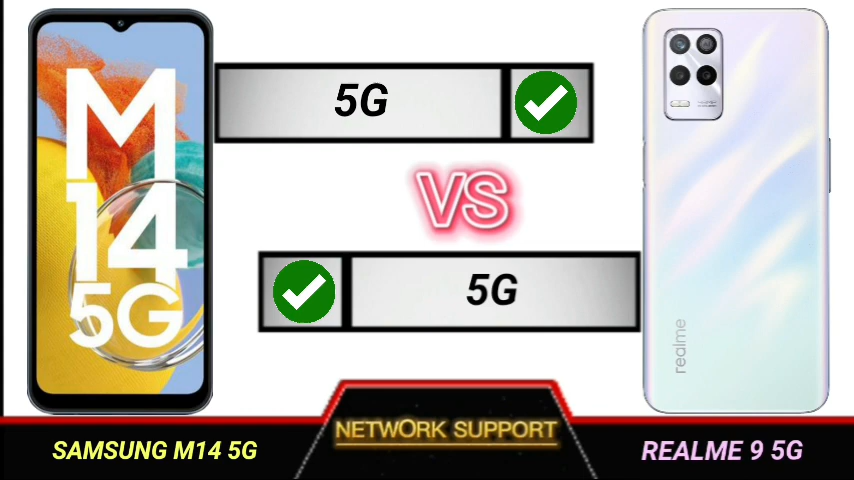 M
14
5G
5G
VS
5G
realme
NETWORK SUPPORT
SAMSUNG M14 5G
REALME 9 5G